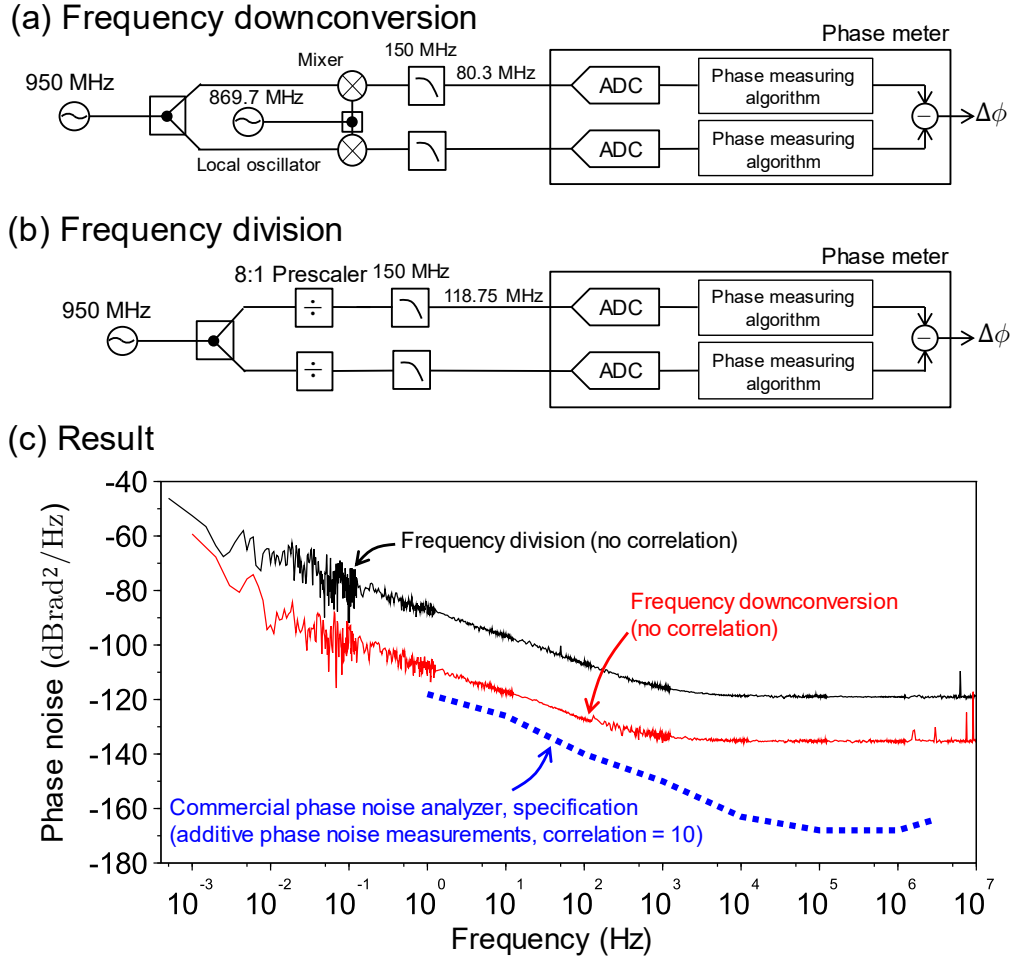 (a) Frequency downconversion
Phase meter
150 MHz
Mixer
950 MHz
80.3 MHz
869.7 MHz
ADC
Phase measuring
algorithm
−
Δϕ
Local oscillator
ADC
Phase measuring
algorithm
(b) Frequency division
Phase meter
8:1 Prescaler
150 MHz
950 MHz
118.75 MHz
÷
ADC
Phase measuring
algorithm
−
Δϕ
÷
ADC
Phase measuring
algorithm
(c) Result
Phase noise (dBrad²/Hz)
-40
-60
-80
-100
-120
-140
-160
-180
Frequency division (no correlation)
Frequency downconversion
(no correlation)
Commercial phase noise analyzer, specification
(additive phase noise measurements, correlation = 10)
10⁻³ 10⁻² 10⁻¹ 10⁰ 10¹ 10² 10³ 10⁴ 10⁵ 10⁶ 10⁷
Frequency (Hz)